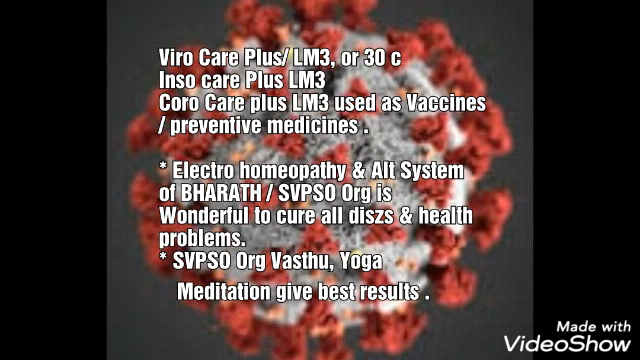 Viro Care Plus/ LM3, or 30 c
Inso care Plus LM3
Coro Care plus LM3 used as Vaccines
/ preventive medicines .
* Electro homeopathy & Alt System
of BHARATH / SVPSO Org is
Wonderful to cure all diszs & health
problems.
* SVPSO Org Vasthu, Yoga
Meditation give best results .
Made with
VideoShow